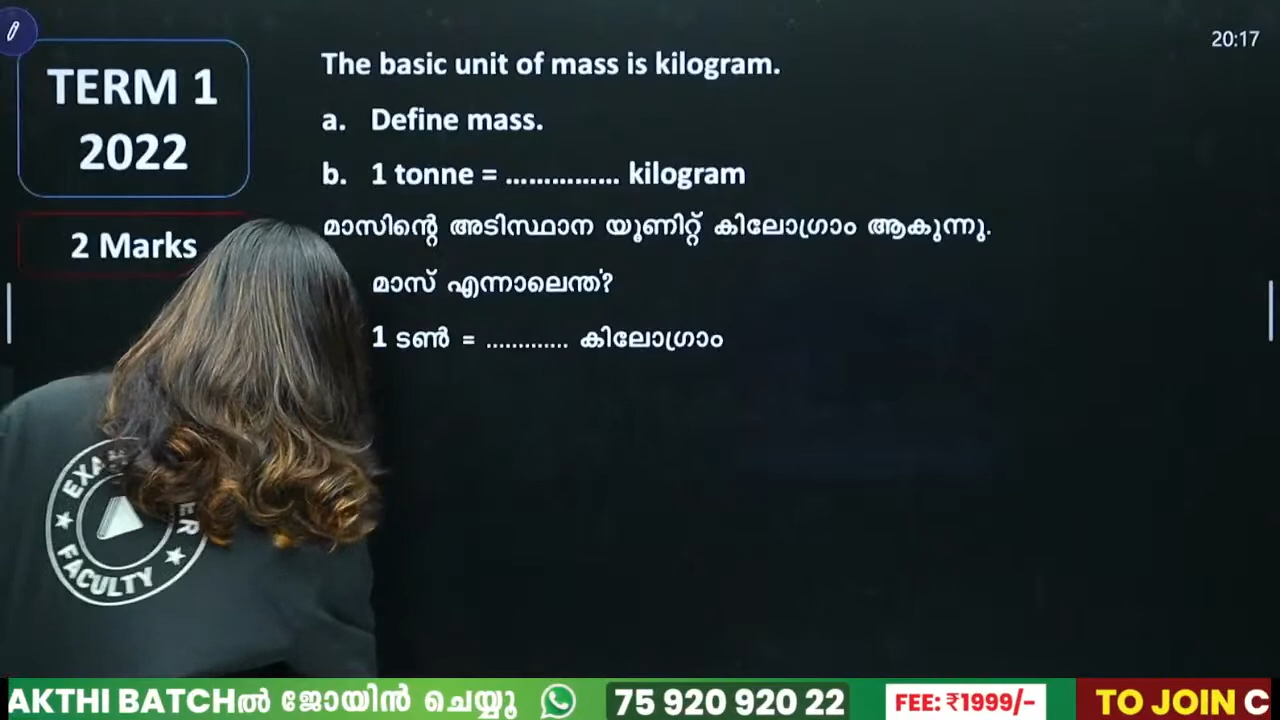 20:17
TERM 1
2022
2 Marks
The basic unit of mass is kilogram.
a. Define mass.
b. 1 tonne = ............... kilogram
മാസിന്റെ അടിസ്ഥാന യൂണിറ്റ് കിലോഗ്രാം ആകുന്നു.
മാസ് എന്നാലെന്ത്?
1 ടൺ = ............. കിലോഗ്രാം
FACULTY
AKTHI BATCHൽ ജോയിൻ ചെയ്യൂ 75 920 920 22 FEE: ₹1999/- TO JOIN C